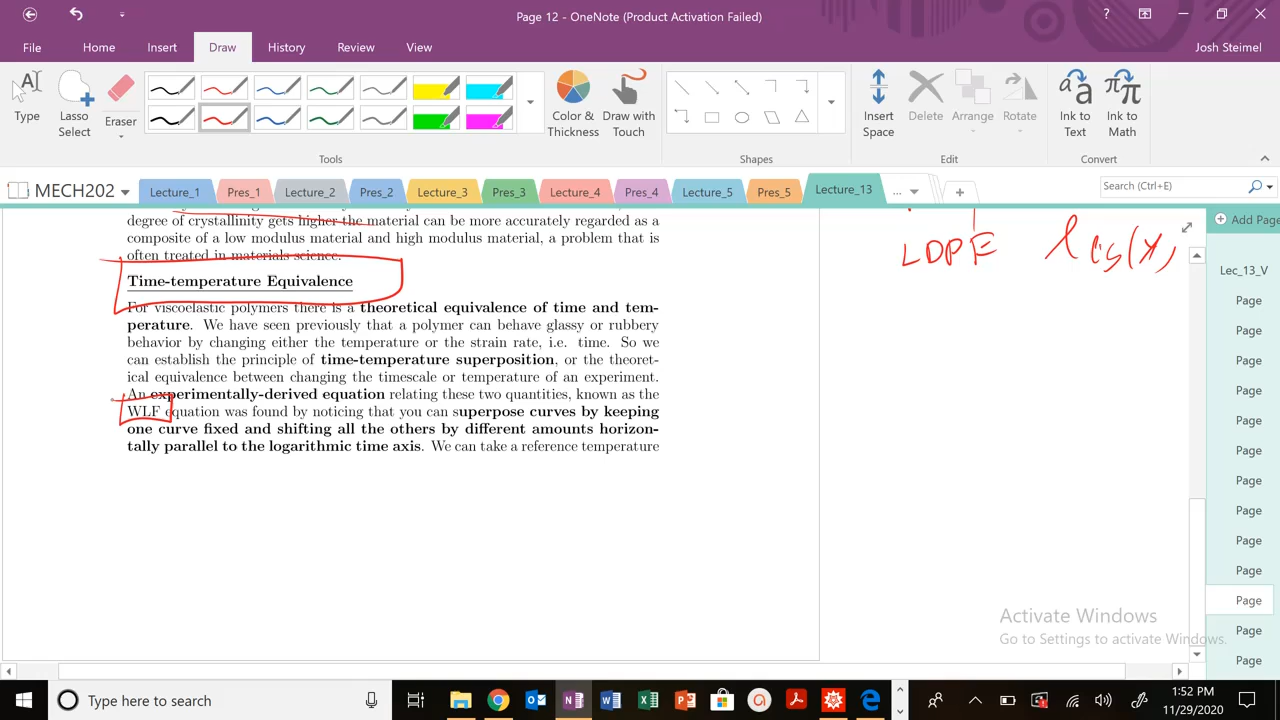 Page 12 - OneNote (Product Activation Failed)
?
File Home Insert Draw History Review View Josh Steimel
Type
Lasso Select
Eraser
Color & Thickness
Draw with Touch
Insert Space
Delete
Arrange
Rotate
Ink to Text
Ink to Math
Tools Shapes Edit Convert
MECH202 Lecture_1 Pres_1 Lecture_2 Pres_2 Lecture_3 Pres_3 Lecture_4 Pres_4 Lecture_5 Pres_5 Lecture_13 ... Search (Ctrl+E)
degree of crystallinity gets higher the material can be more accurately regarded as a
composite of a low modulus material and high modulus material, a problem that is
often treated in materials science.
Time-temperature Equivalence
For viscoelastic polymers there is a theoretical equivalence of time and tem-
perature. We have seen previously that a polymer can behave glassy or rubbery
behavior by changing either the temperature or the strain rate, i.e. time. So we
can establish the principle of time-temperature superposition, or the theoret-
ical equivalence between changing the timescale or temperature of an experiment.
An experimentally-derived equation relating these two quantities, known as the
WLF equation was found by noticing that you can superpose curves by keeping
one curve fixed and shifting all the others by different amounts horizon-
tally parallel to the logarithmic time axis. We can take a reference temperature
LDPE
Add Page
Lec_13_V
Page
Page
Page
Page
Page
Page
Page
Page
Page
Page
Page
Page
Page
Activate Windows
Go to Settings to activate Windows.
Type here to search
1:52 PM
11/29/2020